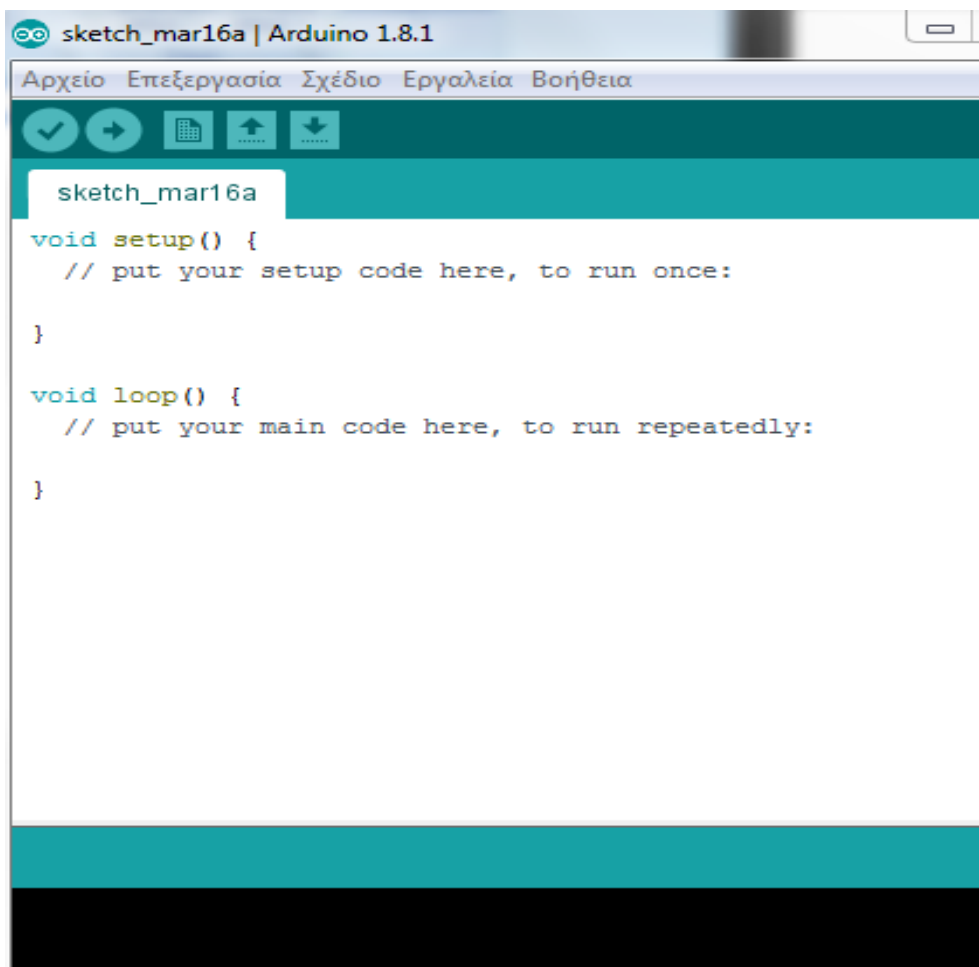 sketch_mar16a | Arduino 1.8.1
Αρχείο Επεξεργασία Σχέδιο Εργαλεία Βοήθεια
sketch_mar16a
void setup() {
  // put your setup code here, to run once:
}
void loop() {
  // put your main code here, to run repeatedly:
}